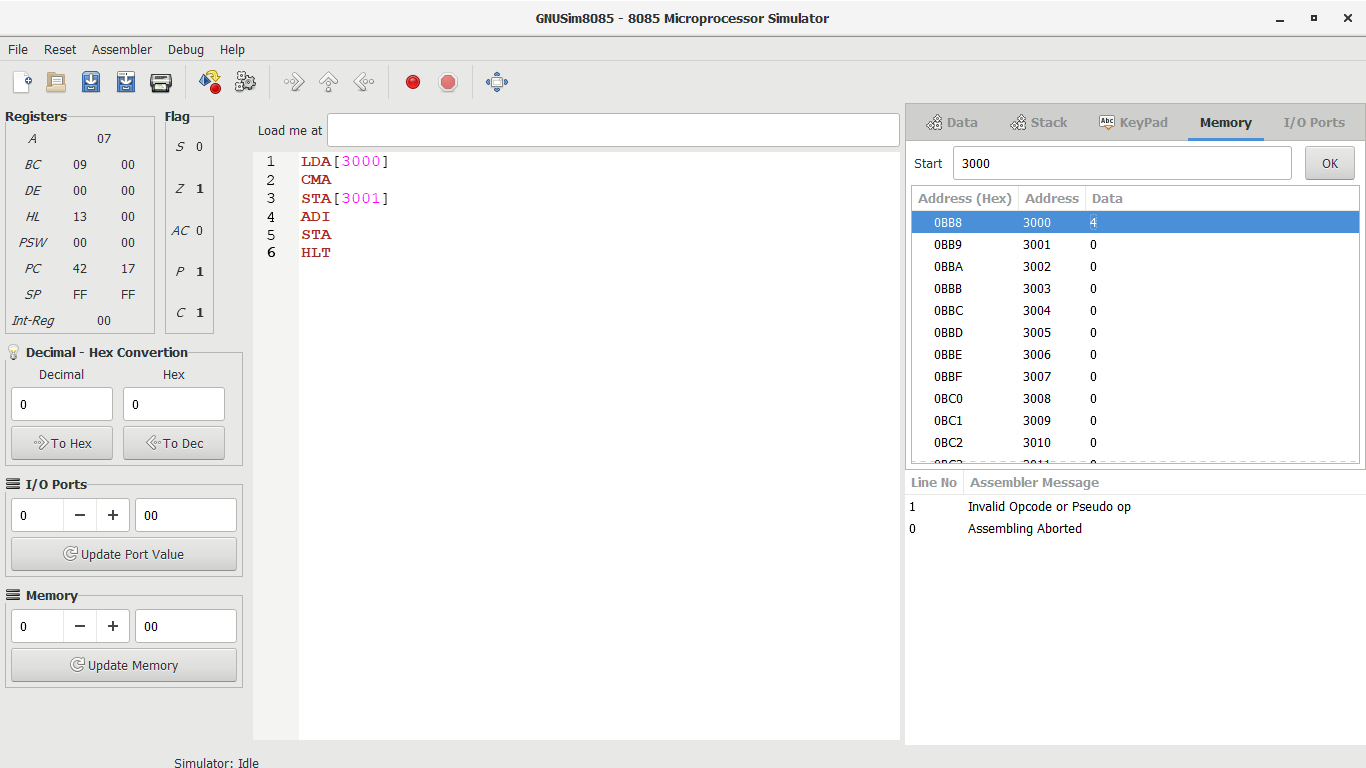 GNUSim8085 - 8085 Microprocessor Simulator
File Reset Assembler Debug Help
Registers
A 07
BC 09 00
DE 00 00
HL 13 00
PSW 00 00
PC 42 17
SP FF FF
Int-Reg 00
Flag
S 0
Z 1
AC 0
P 1
C 1
Decimal - Hex Convertion
Decimal Hex
0 0
To Hex To Dec
I/O Ports
0 − + 00
Update Port Value
Memory
0 − + 00
Update Memory
Load me at
1 LDA[3000]
2 CMA
3 STA[3001]
4 ADI
5 STA
6 HLT
Data Stack Abc KeyPad Memory I/O Ports
Start 3000 OK
Address (Hex) Address Data
0BB8 3000 4
0BB9 3001 0
0BBA 3002 0
0BBB 3003 0
0BBC 3004 0
0BBD 3005 0
0BBE 3006 0
0BBF 3007 0
0BC0 3008 0
0BC1 3009 0
0BC2 3010 0
Line No Assembler Message
1 Invalid Opcode or Pseudo op
0 Assembling Aborted
Simulator: Idle